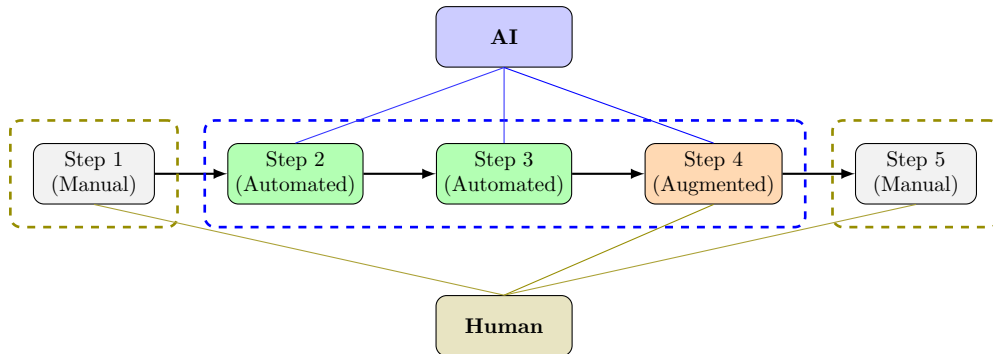 AI
Step 1
(Manual)
Step 2
(Automated)
Step 3
(Automated)
Step 4
(Augmented)
Step 5
(Manual)
Human